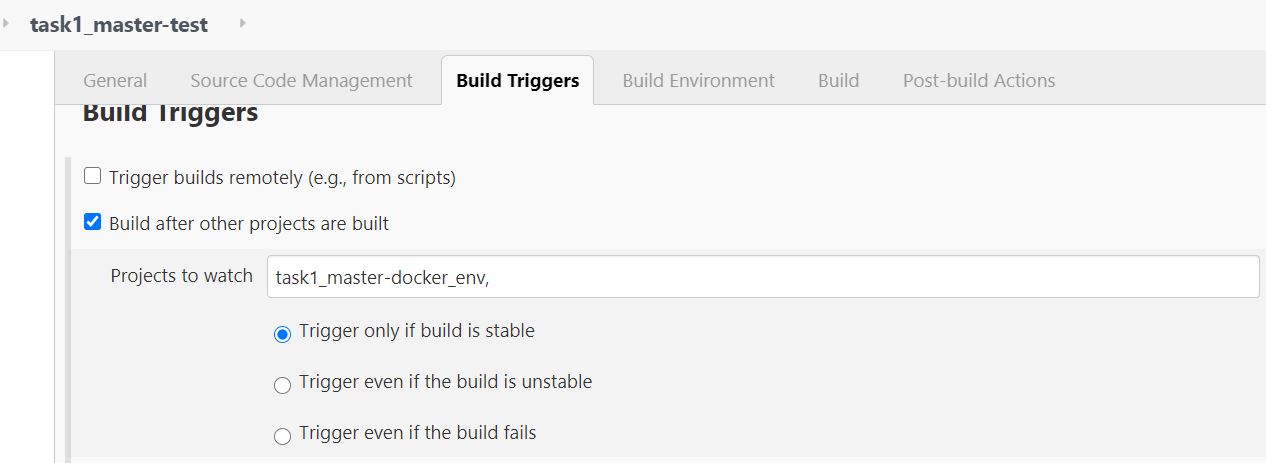 task1_master-test
General Source Code Management Build Triggers Build Environment Build Post-build Actions
Build Triggers
Trigger builds remotely (e.g., from scripts)
Build after other projects are built
Projects to watch task1_master-docker_env,
Trigger only if build is stable
Trigger even if the build is unstable
Trigger even if the build fails